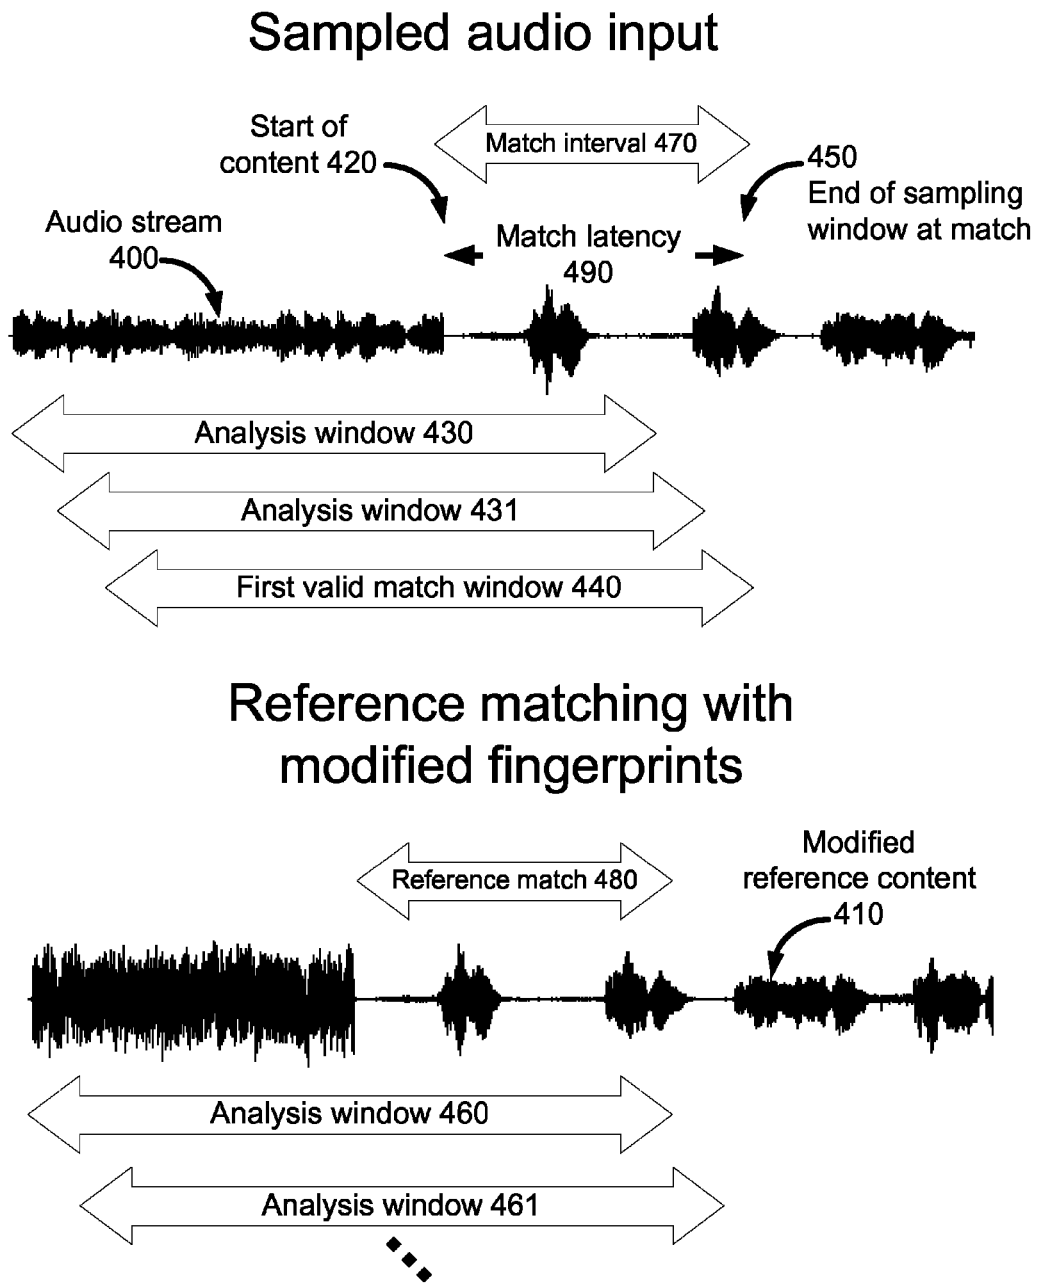 Sampled audio input
Start of
content 420
Match interval 470
450
End of sampling
window at match
Audio stream
400
Match latency
490
Analysis window 430
Analysis window 431
First valid match window 440
Reference matching with
modified fingerprints
Reference match 480
Modified
reference content
410
Analysis window 460
Analysis window 461